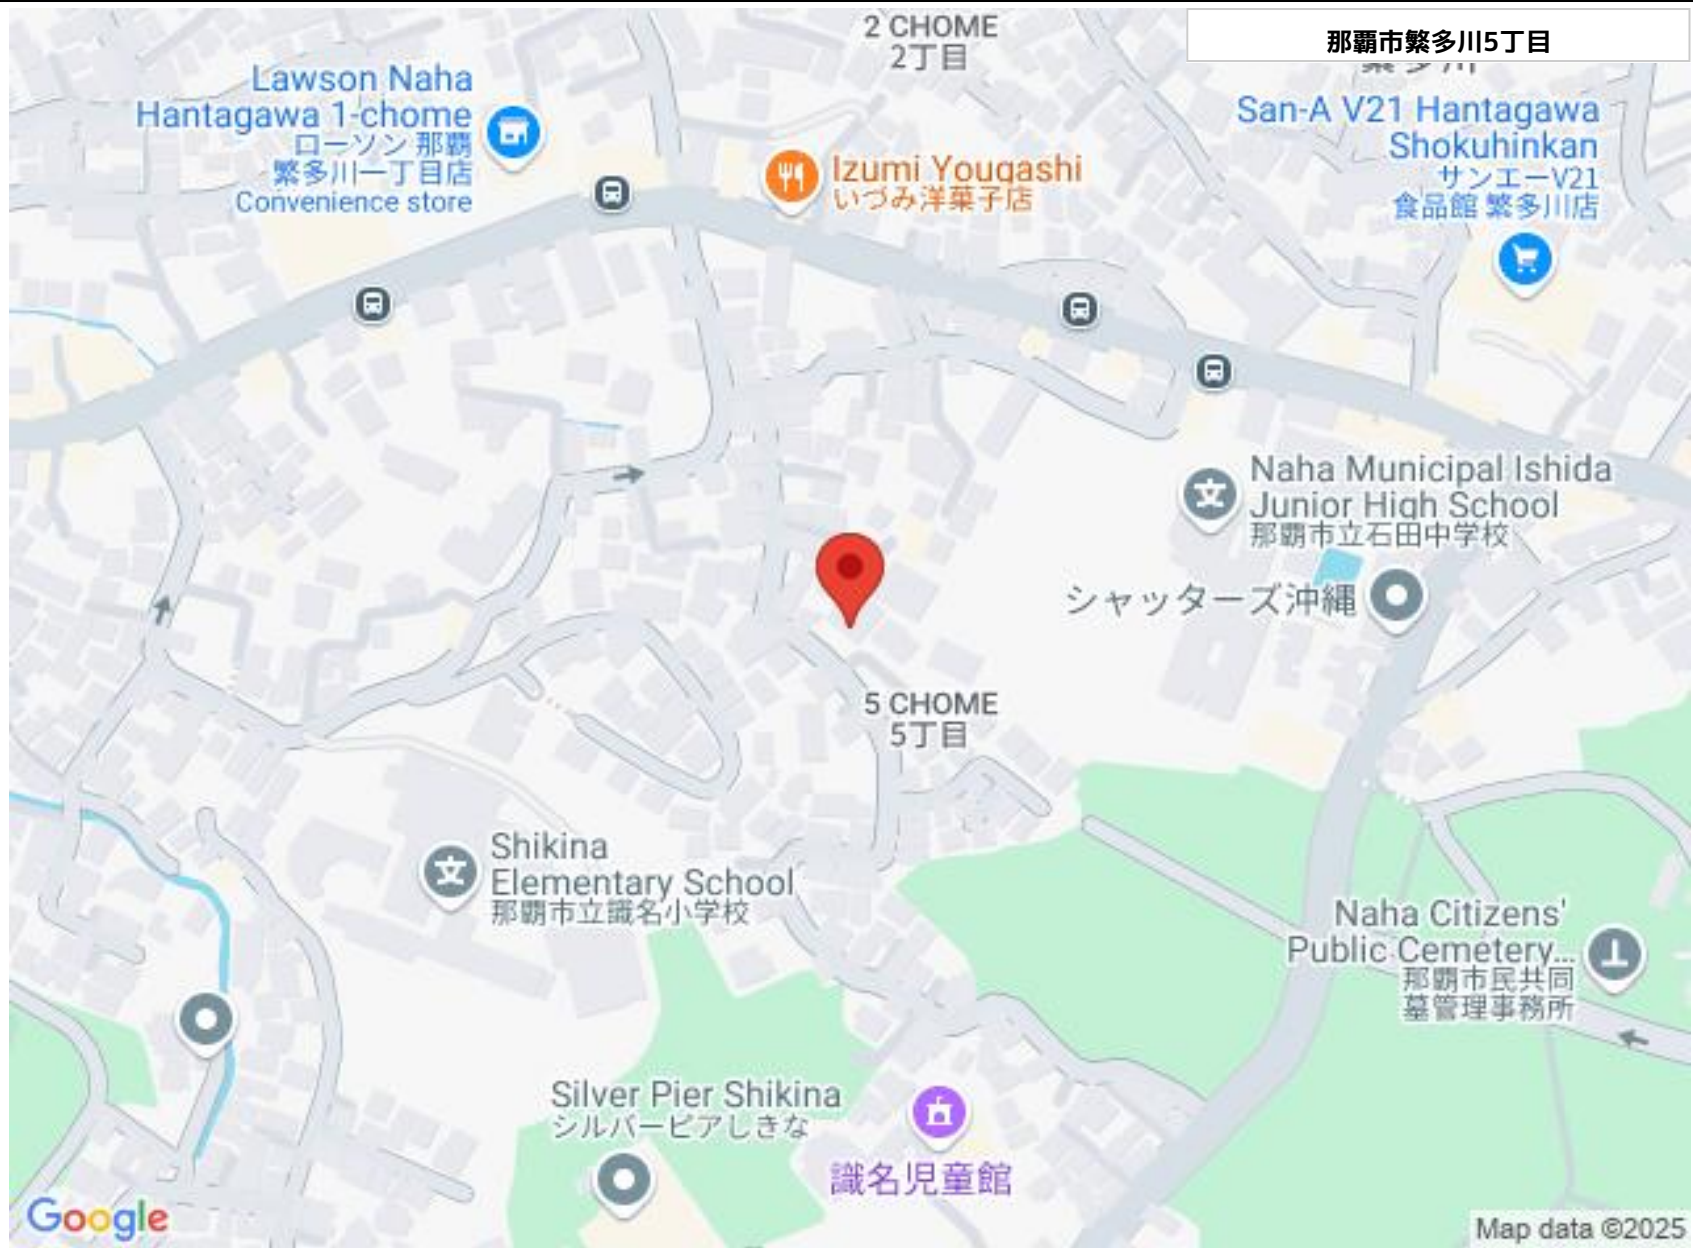 2 CHOME
2丁目
那覇市繁多川5丁目
Lawson Naha
Hantagawa 1-chome
ローソン 那覇
繁多川一丁目店
Convenience store
Izumi Yougashi
いづみ洋菓子店
San-A V21 Hantagawa
Shokuhinkan
サンエーV21
食品館 繁多川店
Naha Municipal Ishida
Junior High School
那覇市立石田中学校
シャッターズ沖縄
5 CHOME
5丁目
Shikina
Elementary School
那覇市立識名小学校
Naha Citizens'
Public Cemetery...
那覇市民共同
墓管理事務所
Silver Pier Shikina
シルバーピアしきな
識名児童館
Google
Map data ©2025